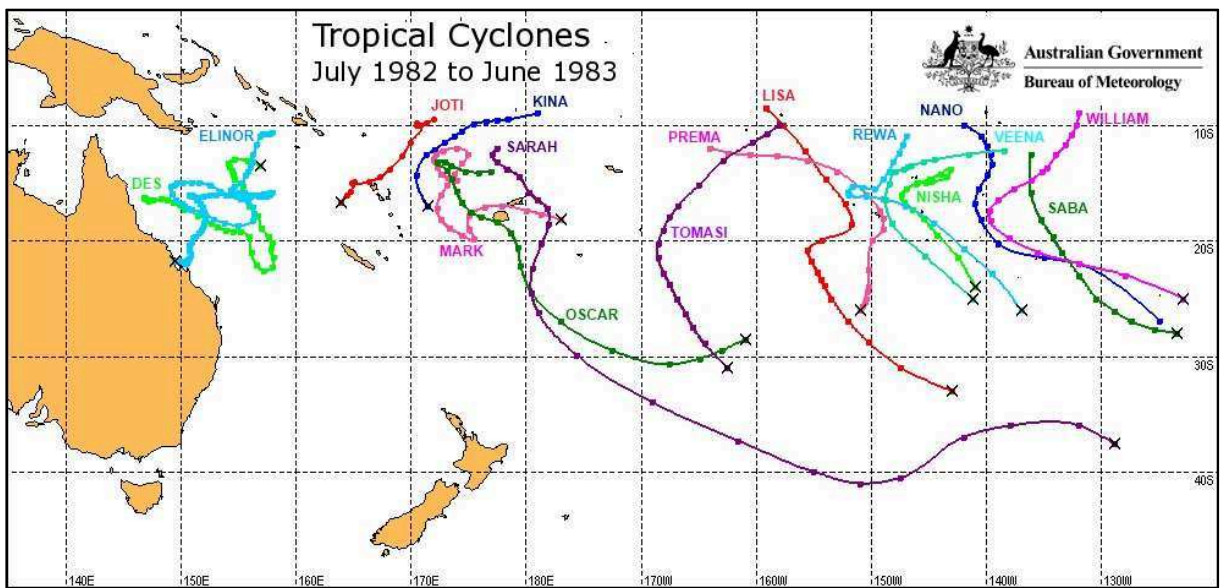 Tropical Cyclones
July 1982 to June 1983
Australian Government
Bureau of Meteorology
JOTI
KINA
LISA
NANO
WILLIAM
10S
ELINOR
SARAH
PREMA
REWA
VEENA
DES
NISHA
SABA
MARK
TOMASI
20S
OSCAR
30S
40S
140E
150E
160E
170E
180E
170W
160W
150W
140W
130W